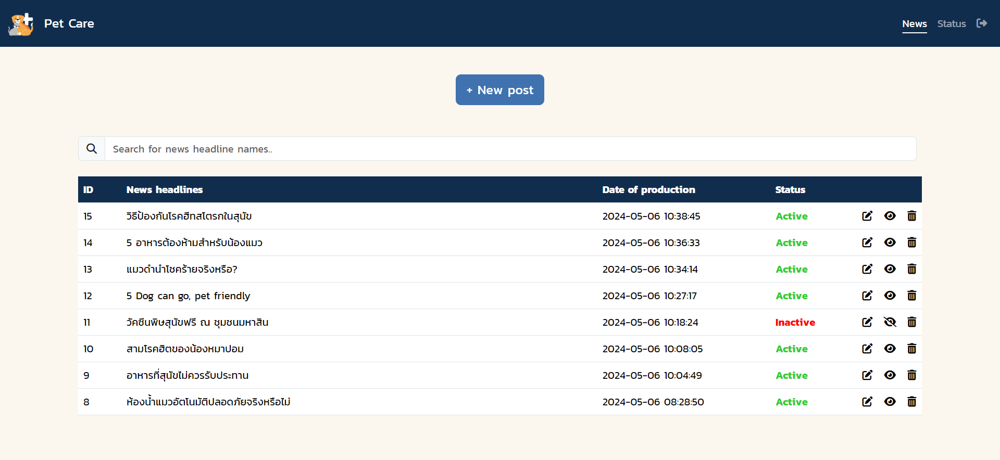 Pet Care
News Status
+ New post
Search for news headline names..
ID News headlines Date of production Status
15 วิธีป้องกันโรคฮีทสโตรกในสุนัข 2024-05-06 10:38:45 Active
14 5 อาหารต้องห้ามสำหรับน้องแมว 2024-05-06 10:36:33 Active
13 แมวดำนำโชคร้ายจริงหรือ? 2024-05-06 10:34:14 Active
12 5 Dog can go, pet friendly 2024-05-06 10:27:17 Active
11 วัคซีนพิษสุนัขฟรี ณ ชุมชนมหาสิน 2024-05-06 10:18:24 Inactive
10 สามโรคฮิตของน้องหมาปอม 2024-05-06 10:08:05 Active
9 อาหารที่สุนัขไม่ควรรับประทาน 2024-05-06 10:04:49 Active
8 ห้องน้ำแมวอัตโนมัติปลอดภัยจริงหรือไม่ 2024-05-06 08:28:50 Active